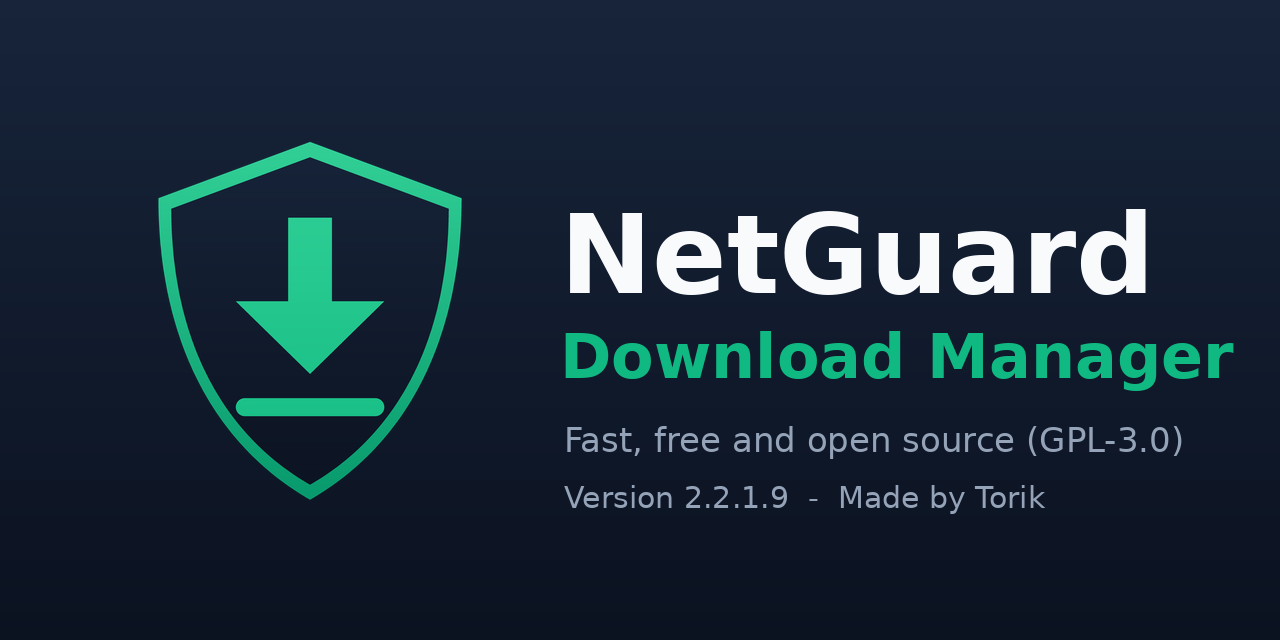 NetGuard
Download Manager
Fast, free and open source (GPL-3.0)
Version 2.2.1.9 - Made by Torik